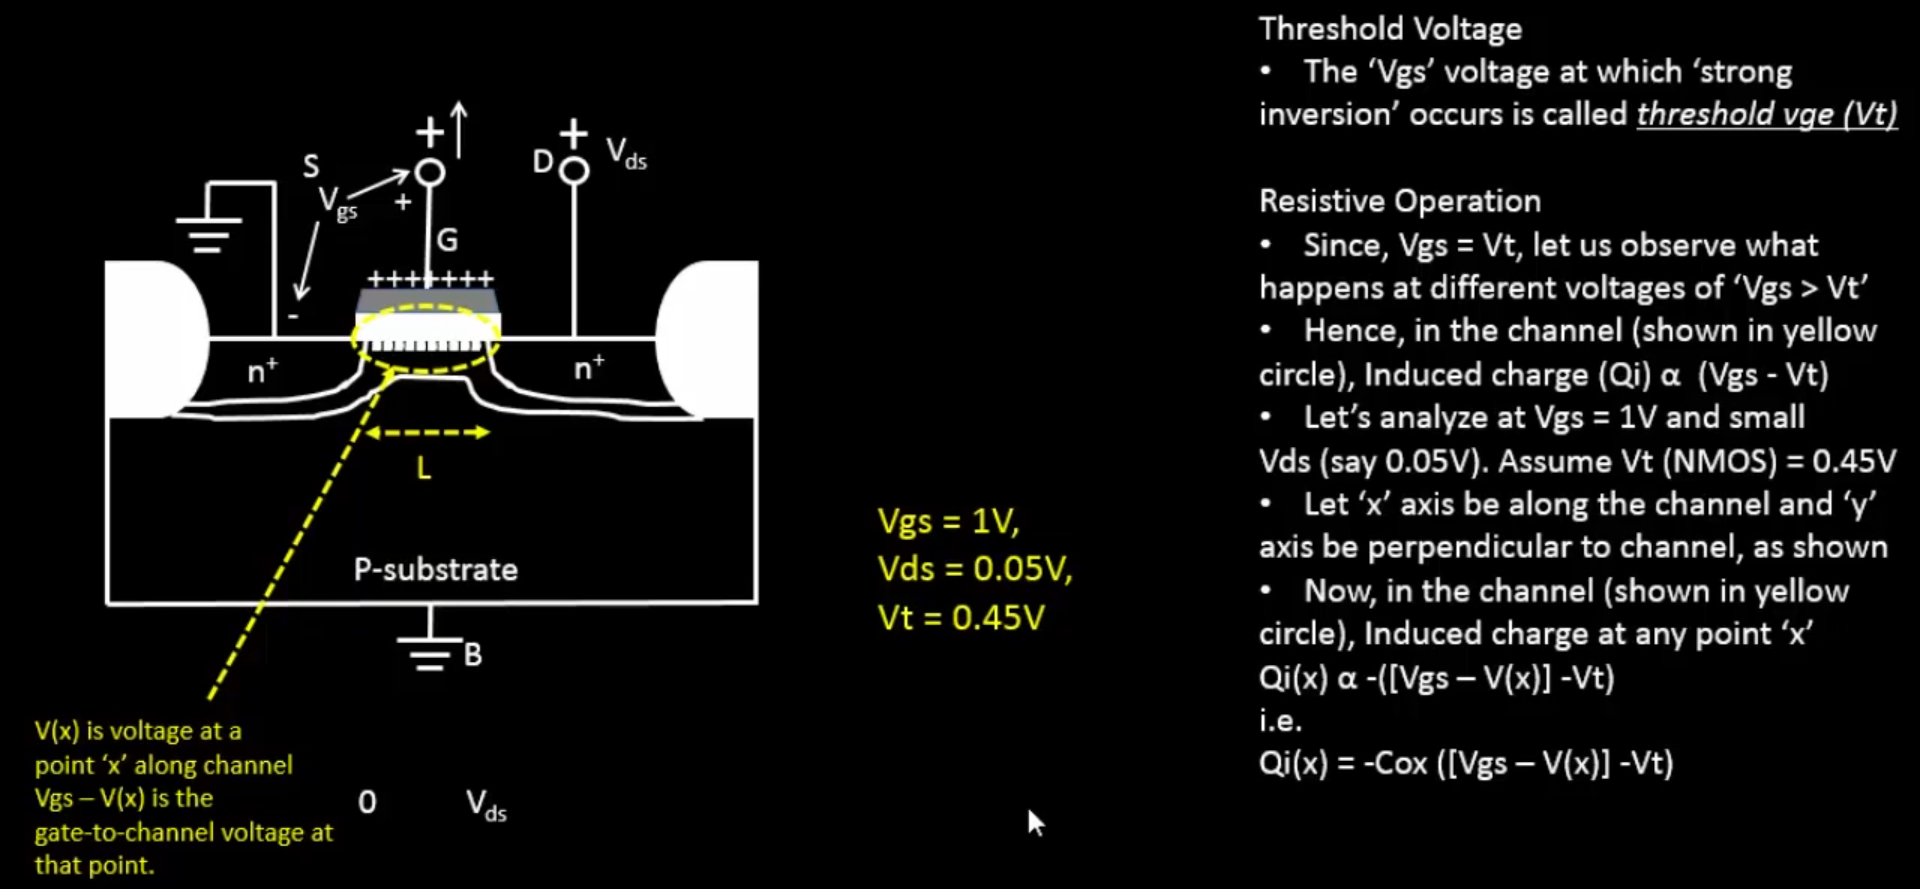 Threshold Voltage
• The ‘Vgs’ voltage at which ‘strong
inversion’ occurs is called threshold vge (Vt)
Resistive Operation
• Since, Vgs = Vt, let us observe what
happens at different voltages of ‘Vgs > Vt’
• Hence, in the channel (shown in yellow
circle), Induced charge (Qi) α (Vgs - Vt)
• Let’s analyze at Vgs = 1V and small
Vds (say 0.05V). Assume Vt (NMOS) = 0.45V
• Let ‘x’ axis be along the channel and ‘y’
axis be perpendicular to channel, as shown
• Now, in the channel (shown in yellow
circle), Induced charge at any point ‘x’
Qi(x) α -([Vgs – V(x)] -Vt)
i.e.
Qi(x) = -Cox ([Vgs – V(x)] -Vt)
+
+
S
D
Vds
Vgs
+
G
+++++++
-
n+
n+
L
P-substrate
B
Vgs = 1V,
Vds = 0.05V,
Vt = 0.45V
V(x) is voltage at a
point ‘x’ along channel
Vgs – V(x) is the
gate-to-channel voltage at
that point.
0
Vds